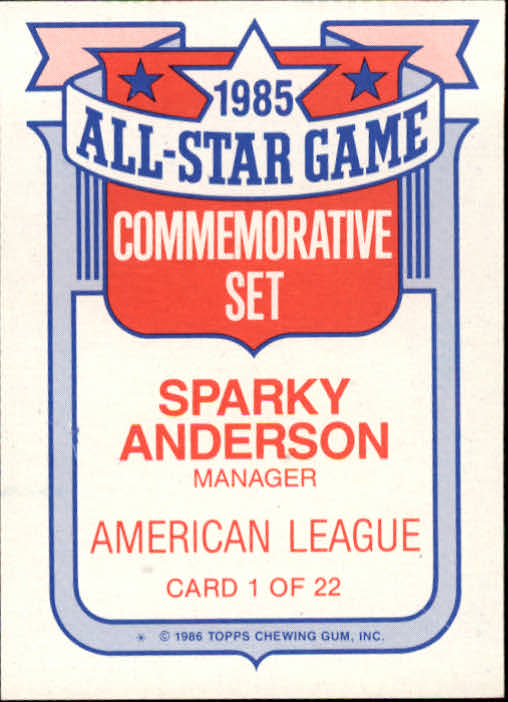 1985
ALL-STAR GAME
COMMEMORATIVE
SET
SPARKY
ANDERSON
MANAGER
AMERICAN LEAGUE
CARD 1 OF 22
* © 1986 TOPPS CHEWING GUM, INC.